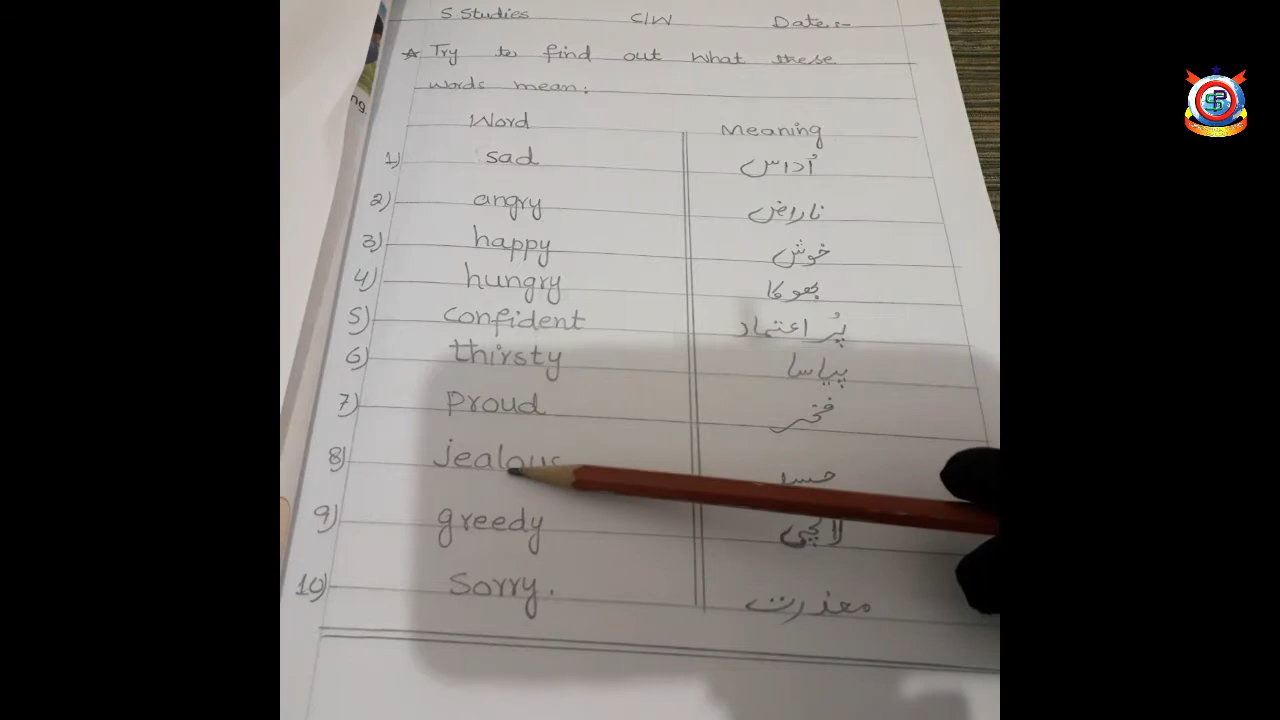 S.Studies C/W Date:-
☆ Try to find out what these
words mean:
Word Meaning
1) sad اُداس
2) angry ناراض
3) happy خوش
4) hungry بھوکا
5) Confident پُر اعتماد
6) thirsty پیاسا
7) Proud فخر
8) jealous حسد
9) greedy لالچی
10) Sorry. معذرت
ng.